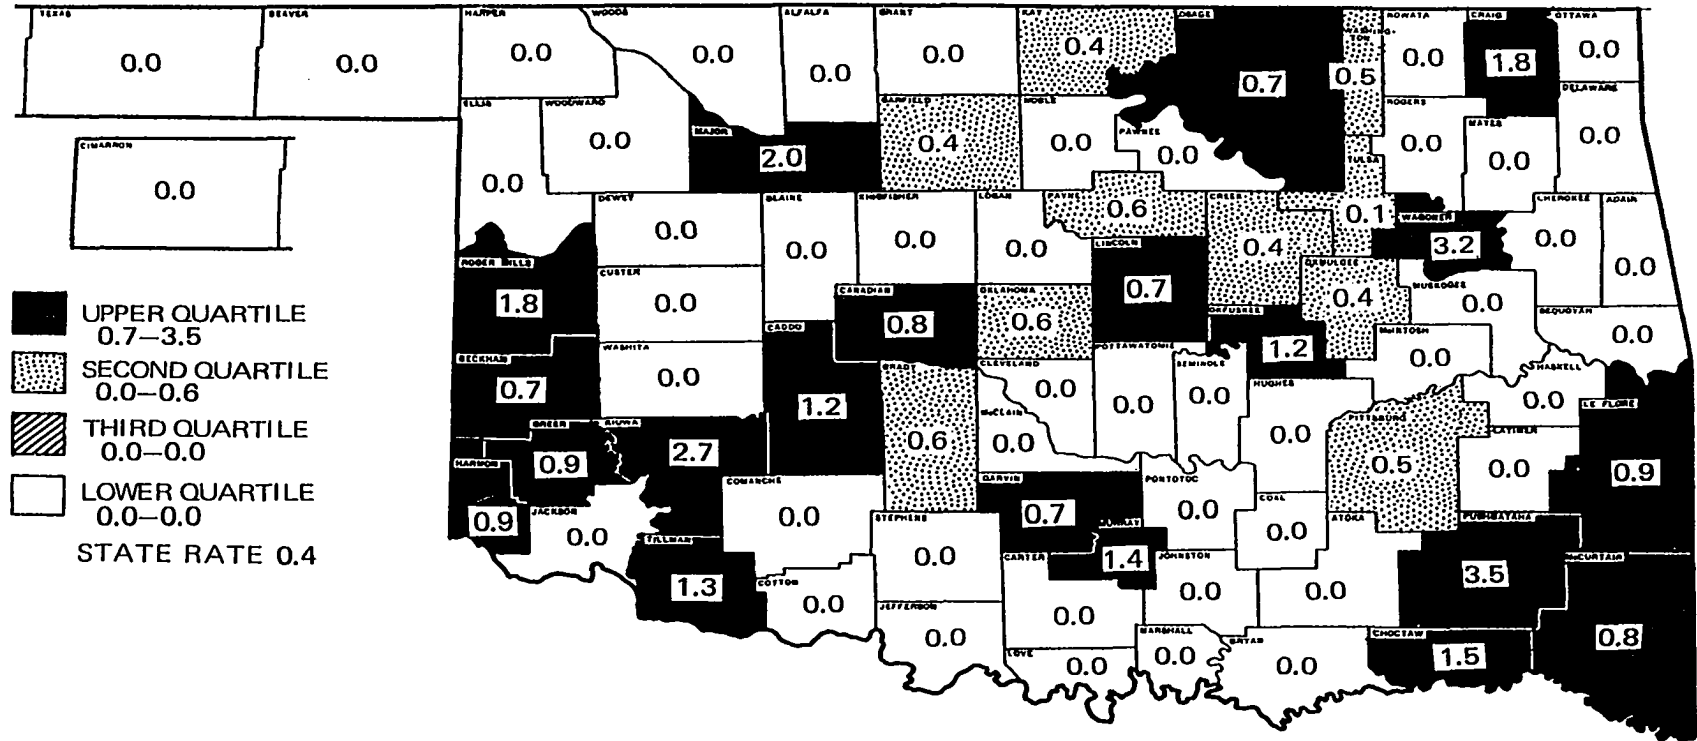 TEXAS BEAVER HARPER WOODS ALFALFA GRANT KAY OSAGE WASHING-TON NOWATA CRAIG OTTAWA
0.0 0.0 0.0 0.0 0.0 0.0 0.4 0.7 0.5 0.0 1.8 0.0
ELLIS WOODWARD MAJOR GARFIELD NOBLE PAWNEE ROGERS MAYES DELAWARE
0.0 0.0 2.0 0.4 0.0 0.0 0.0 0.0 0.0
CIMARRON
0.0
DEWEY BLAINE KINGFISHER LOGAN PAYNE CREEK TULSA WAGONER CHEROKEE ADAIR
0.0 0.0 0.0 0.0 0.6 0.4 0.1 3.2 0.0 0.0
ROGER MILLS CUSTER CANADIAN OKLAHOMA LINCOLN OKMULGEE MUSKOGEE SEQUOYAH
1.8 0.0 0.8 0.6 0.7 0.4 0.0 0.0
BECKHAM WASHITA CADDO GRADY CLEVELAND POTTAWATOMIE SEMINOLE OKFUSKEE McINTOSH HASKELL
0.7 0.0 1.2 0.6 0.0 0.0 0.0 1.2 0.0 0.0
HARMON GREER KIOWA McCLAIN HUGHES PITTSBURG LATIMER LE FLORE
0.9 0.9 2.7 0.0 0.0 0.5 0.0 0.9
JACKSON COMANCHE STEPHENS GARVIN MURRAY PONTOTOC COAL ATOKA PUSHMATAHA McCURTAIN
0.0 0.0 0.0 0.7 1.4 0.0 0.0 0.0 3.5 0.8
TILLMAN COTTON JEFFERSON CARTER JOHNSTON LOVE MARSHALL BRYAN CHOCTAW
1.3 0.0 0.0 0.0 0.0 0.0 0.0 0.0 1.5
UPPER QUARTILE
0.7–3.5
SECOND QUARTILE
0.0–0.6
THIRD QUARTILE
0.0–0.0
LOWER QUARTILE
0.0–0.0
STATE RATE 0.4